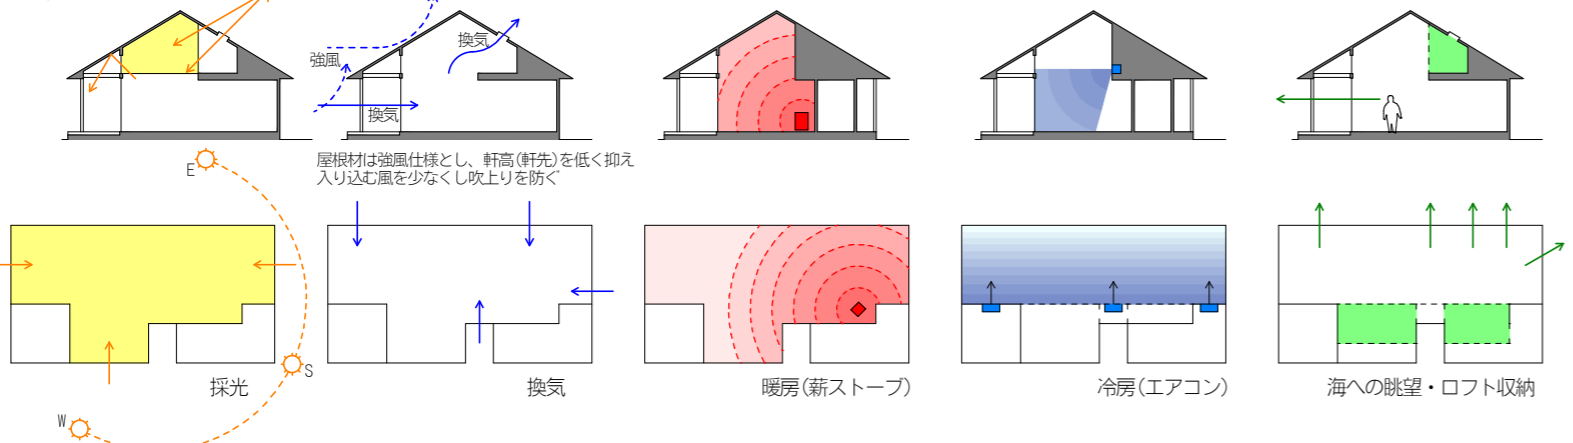 強風
換気
換気
屋根材は強風仕様とし、軒高(軒先)を低く抑え
入り込む風を少なくし吹上りを防ぐ
E
S
W
採光
換気
暖房(薪ストーブ)
冷房(エアコン)
海への眺望・ロフト収納